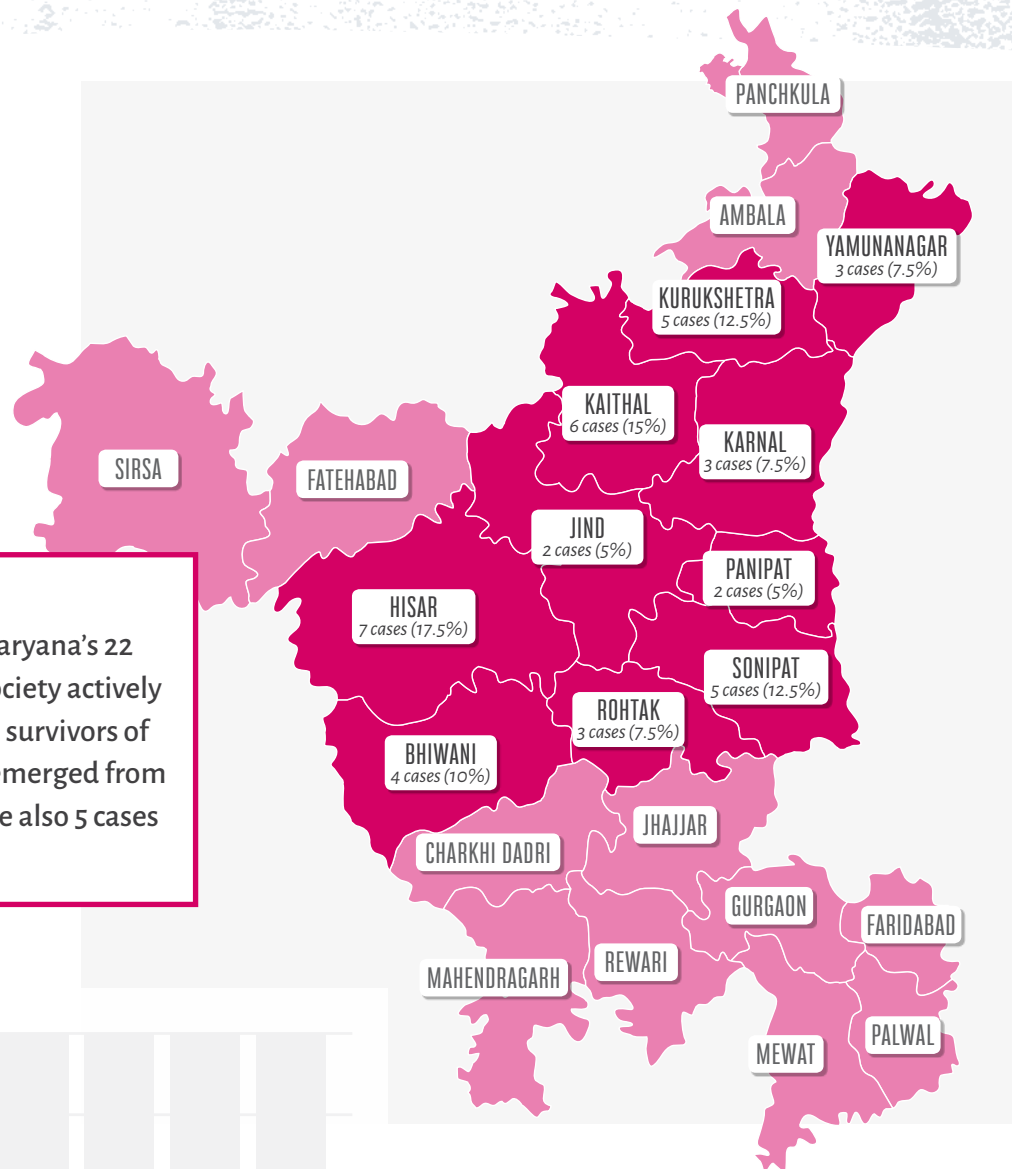 PANCHKULA
AMBALA
YAMUNANAGAR
3 cases (7.5%)
KURUKSHETRA
5 cases (12.5%)
KAITHAL
6 cases (15%)
KARNAL
3 cases (7.5%)
SIRSA
FATEHABAD
JIND
2 cases (5%)
PANIPAT
2 cases (5%)
HISAR
7 cases (17.5%)
SONIPAT
5 cases (12.5%)
ROHTAK
3 cases (7.5%)
BHIWANI
4 cases (10%)
aryana's 22
ociety actively
survivors of
emerged from
e also 5 cases
JHAJJAR
CHARKHI DADRI
GURGAON
FARIDABAD
REWARI
MAHENDRAGARH
PALWAL
MEWAT